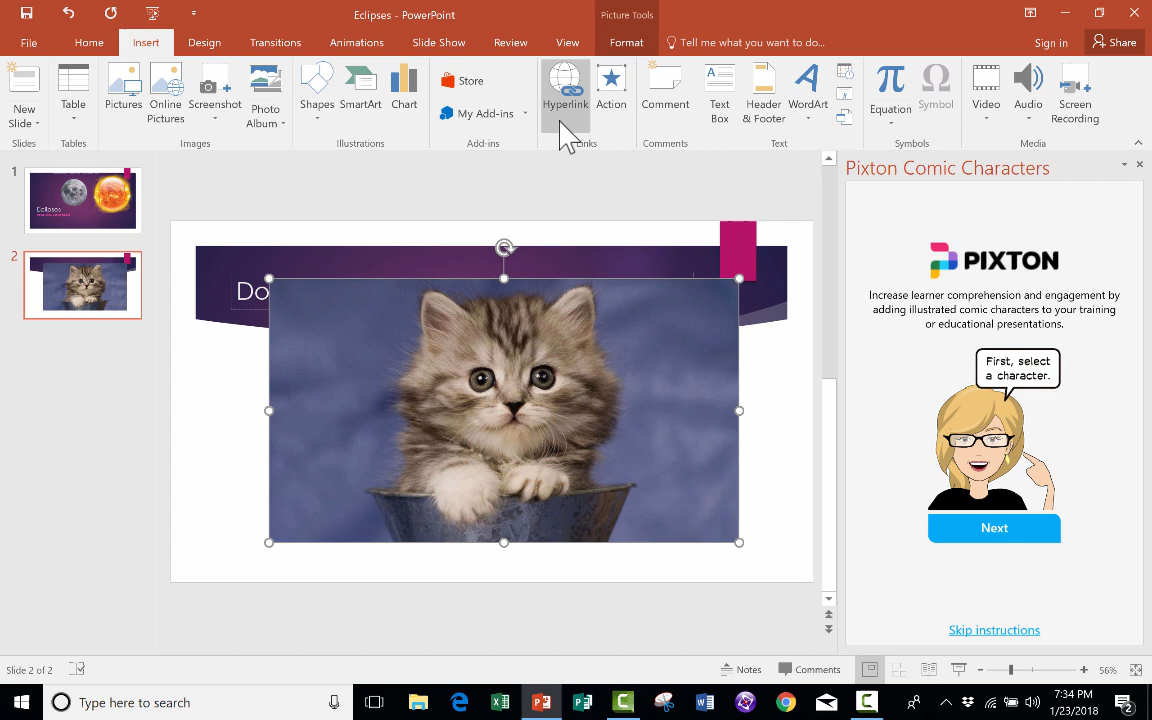 Eclipses - PowerPoint
Picture Tools
File
Home
Insert
Design
Transitions
Animations
Slide Show
Review
View
Format
Tell me what you want to do...
Sign in
Share
New Slide
Table
Pictures
Online Pictures
Screenshot
Photo Album
Shapes
SmartArt
Chart
Store
My Add-ins
Hyperlink
Action
Comment
Text Box
Header & Footer
WordArt
Equation
Symbol
Video
Audio
Screen Recording
Slides
Tables
Images
Illustrations
Add-ins
Comments
Text
Symbols
Media
1
Eclipses
2
Do
Pixton Comic Characters
PIXTON
Increase learner comprehension and engagement by
adding illustrated comic characters to your training
or educational presentations.
First, select
a character.
Next
Skip instructions
Slide 2 of 2
Notes
Comments
56%
Type here to search
7:34 PM
1/23/2018
2